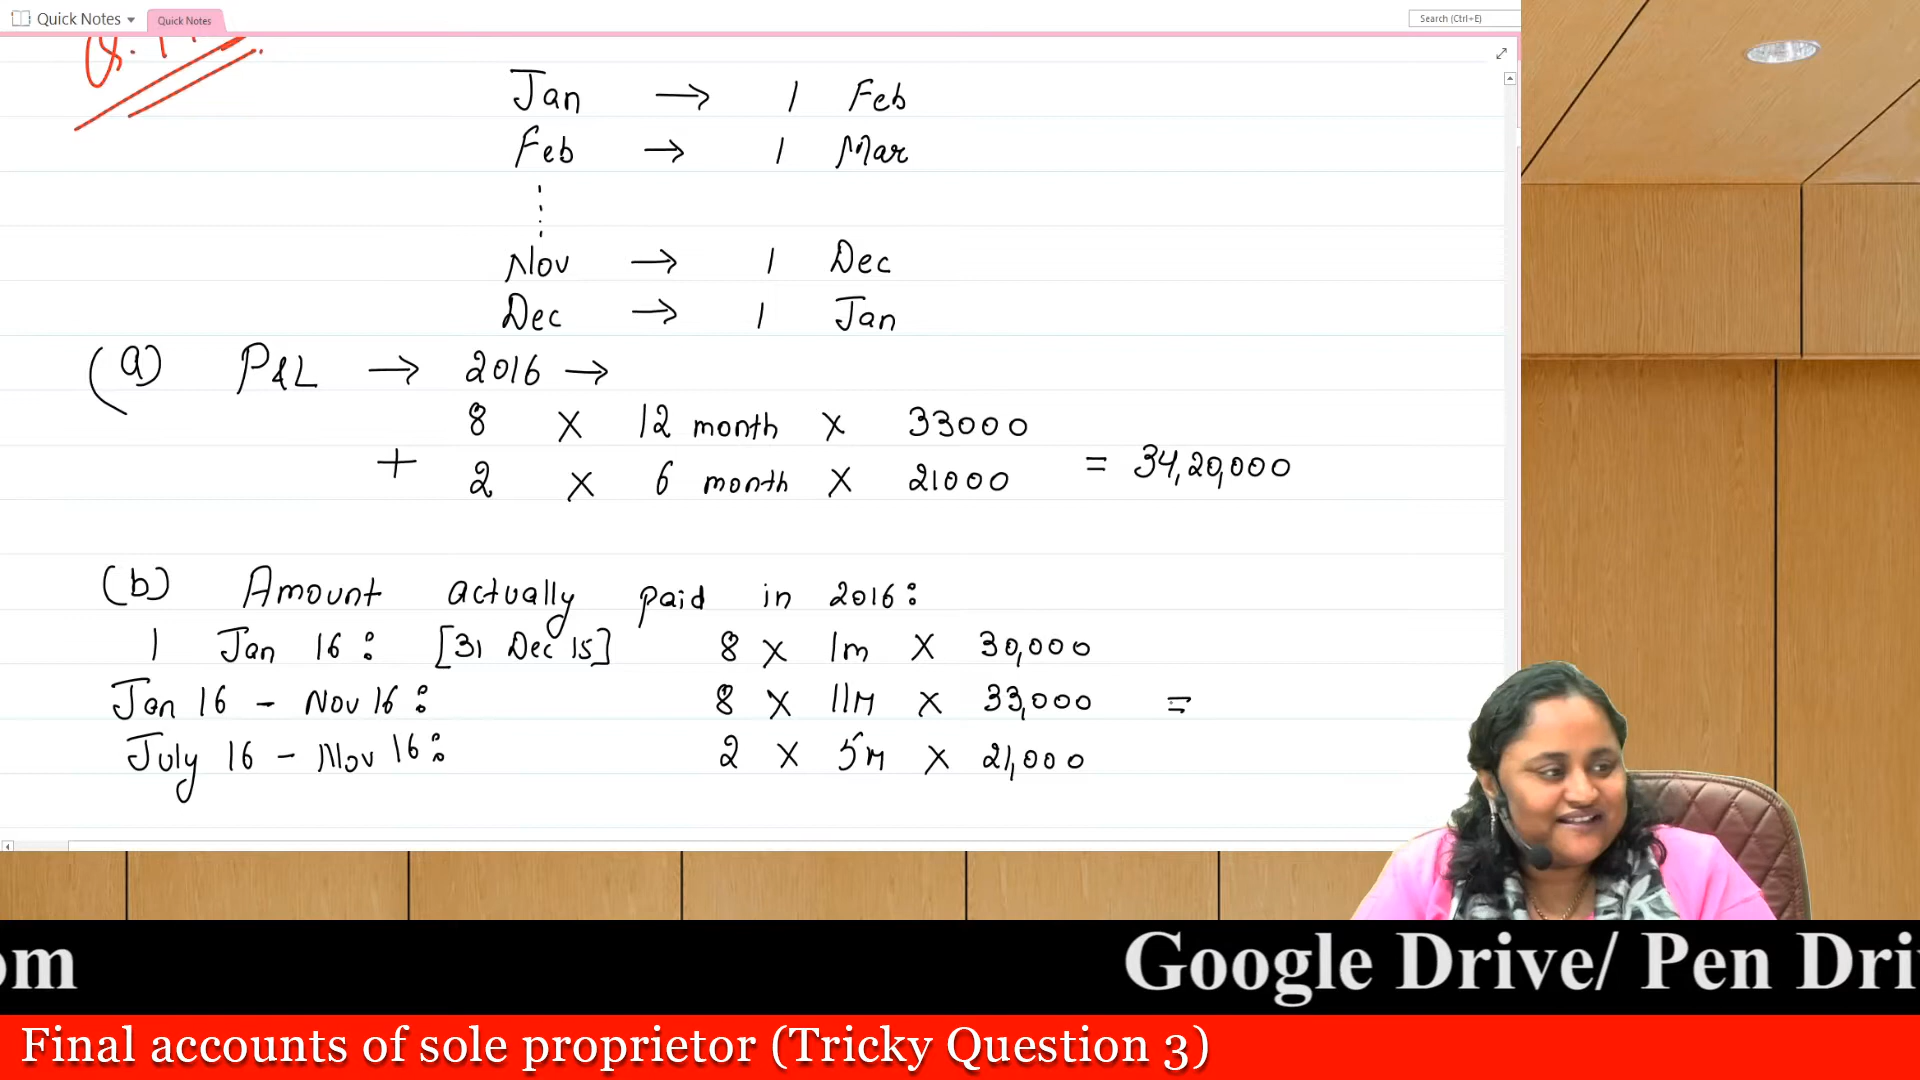 Quick Notes
Quick Notes
Search (Ctrl+E)
Jan → 1 Feb
Feb → 1 Mar
Nov → 1 Dec
Dec → 1 Jan
(a) P&L → 2016 →
8 X 12 month X 33000
+ 2 X 6 month X 21000 = 34,20,000
(b) Amount actually paid in 2016:
1 Jan 16: [31 Dec 15] 8 X 1m X 30,000
Jan 16 - Nov 16: 8 X 11M X 33,000 =
July 16 - Nov 16: 2 X 5M X 21,000
om Google Drive/ Pen Dri
Final accounts of sole proprietor (Tricky Question 3)